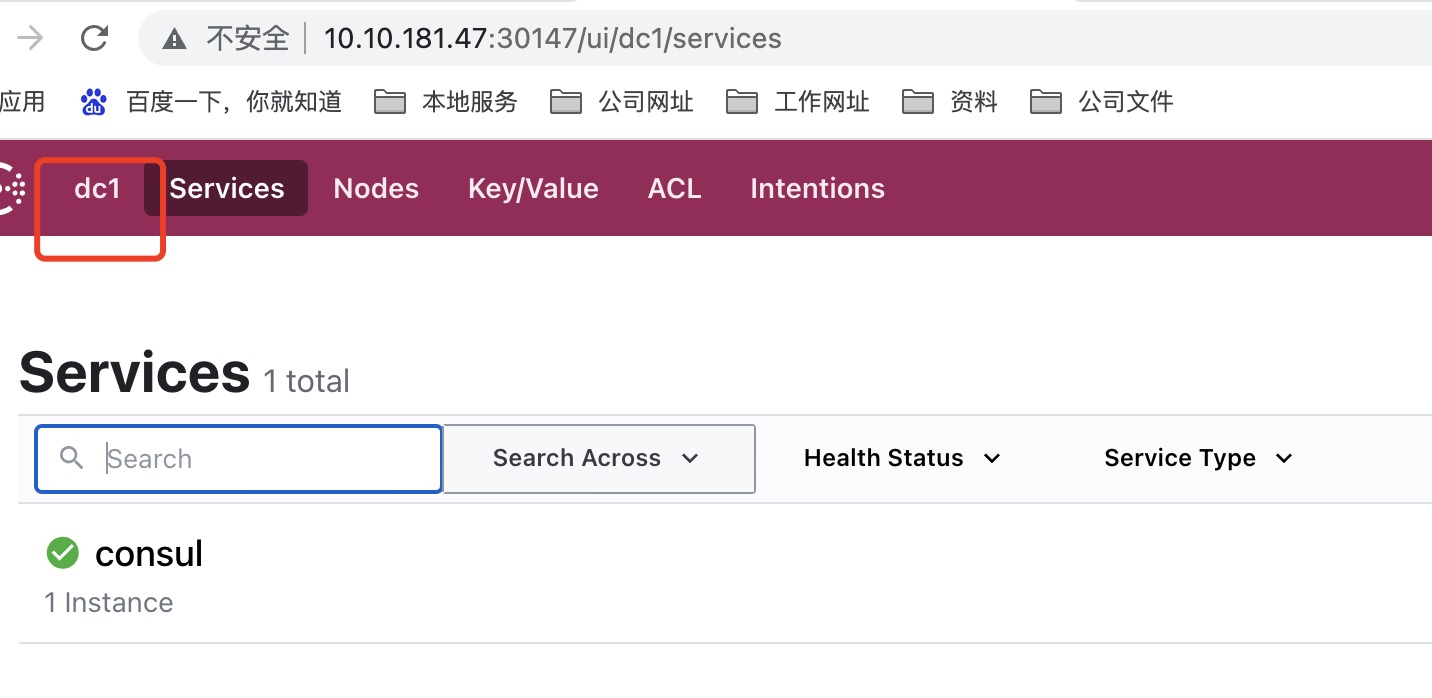 不安全 10.10.181.47:30147/ui/dc1/services
应用 百度一下，你就知道 本地服务 公司网址 工作网址 资料 公司文件
dc1 Services Nodes Key/Value ACL Intentions
Services 1 total
Search Search Across Health Status Service Type
consul
1 Instance